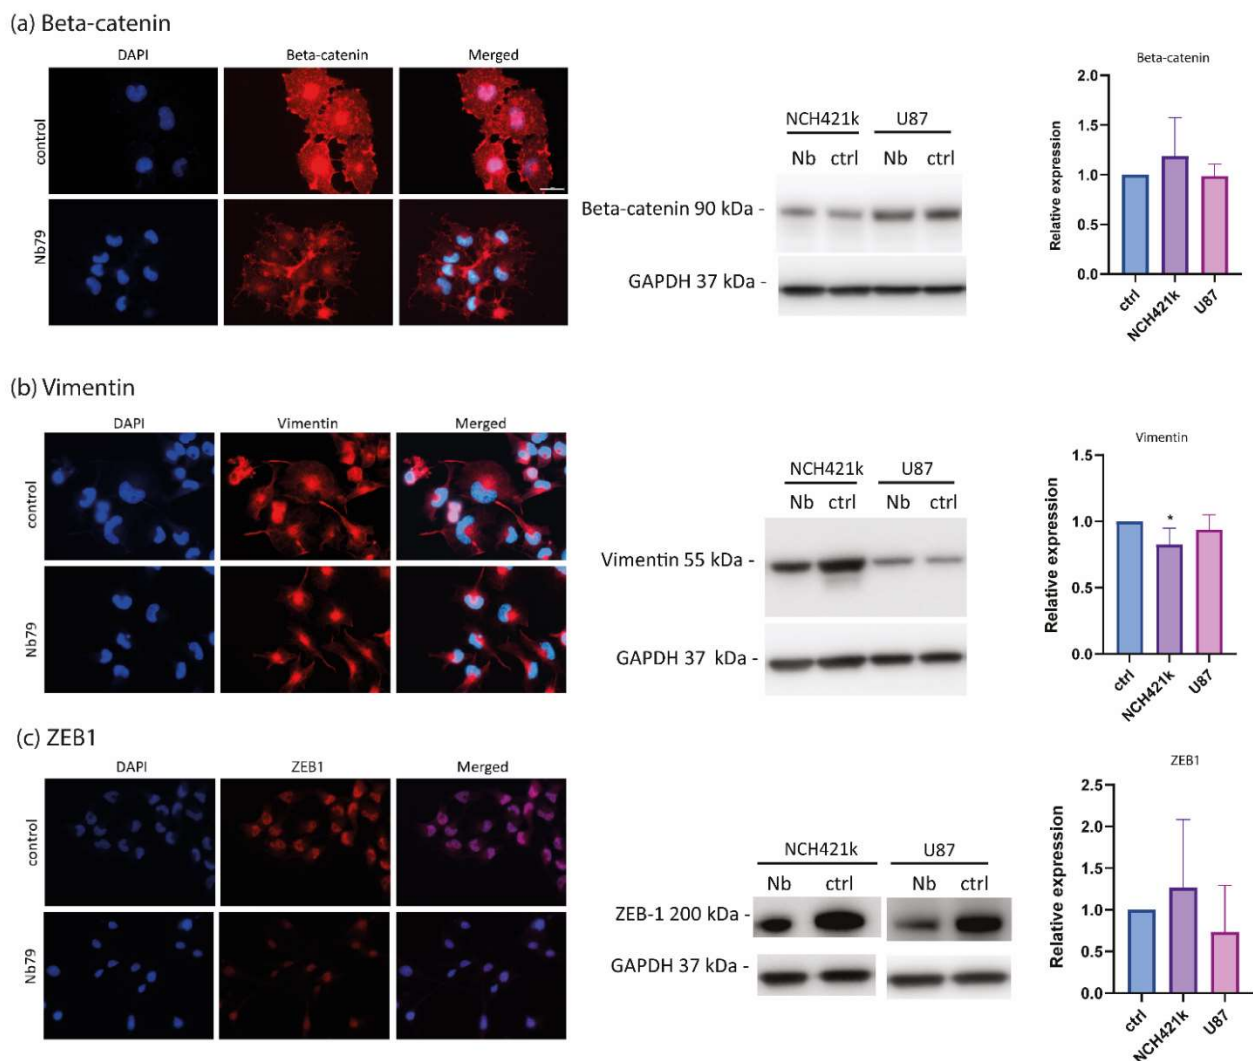 (a) Beta-catenin
DAPI Beta-catenin Merged
control
Nb79
NCH421k U87
Nb ctrl Nb ctrl
Beta-catenin 90 kDa -
GAPDH 37 kDa -
Beta-catenin
Relative expression
2.0
1.5
1.0
0.5
0.0
ctrl NCH421k U87
(b) Vimentin
DAPI Vimentin Merged
control
Nb79
NCH421k U87
Nb ctrl Nb ctrl
Vimentin 55 kDa -
GAPDH 37 kDa -
Vimentin
Relative expression
1.5
1.0
0.5
0.0
*
ctrl NCH421k U87
(c) ZEB1
DAPI ZEB1 Merged
control
Nb79
NCH421k U87
Nb ctrl Nb ctrl
ZEB-1 200 kDa -
GAPDH 37 kDa -
ZEB1
Relative expression
2.5
2.0
1.5
1.0
0.5
0.0
ctrl NCH421k U87